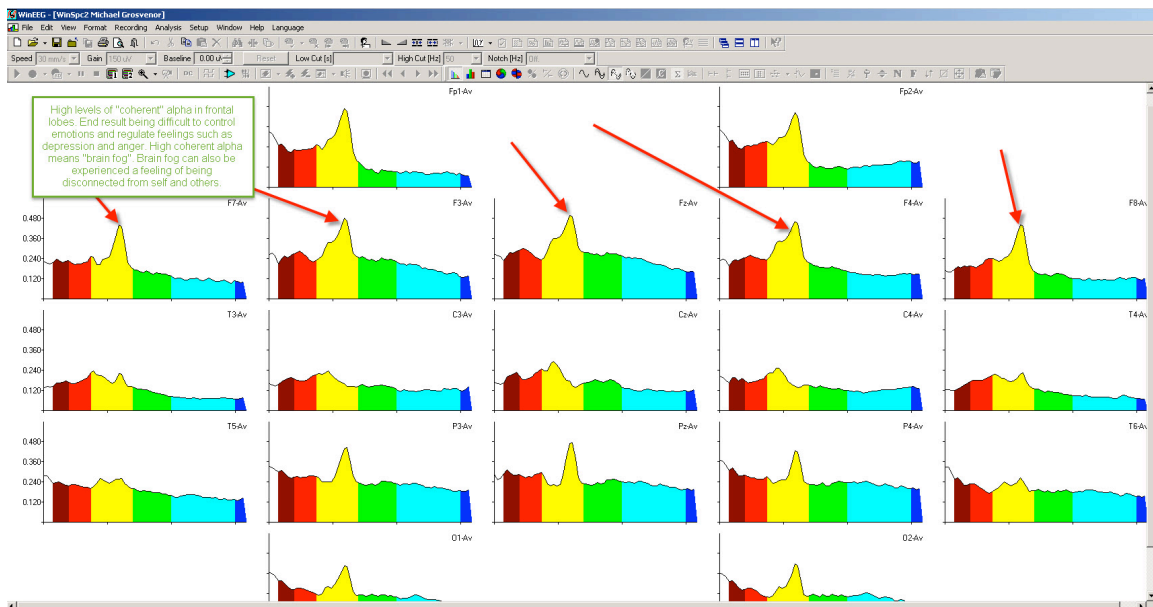 WinEEG - [WinSpc2 Michael Grosvenor]
File Edit View Format Recording Analysis Setup Window Help Language
Speed 30 mm/s Gain 150 uV Baseline 0.00 uV Reset Low Cut [s] High Cut [Hz] 50 Notch [Hz] Off
High levels of "coherent" alpha in frontal
lobes. End result being difficult to control
emotions and regulate feelings such as
depression and anger. High coherent alpha
means "brain fog". Brain fog can also be
experienced a feeling of being
disconnected from self and others.
Fp1-Av Fp2-Av
F7-Av F3-Av Fz-Av F4-Av F8-Av
0.480
0.360
0.240
0.120
T3-Av C3-Av Cz-Av C4-Av T4-Av
0.480
0.360
0.240
0.120
T5-Av P3-Av Pz-Av P4-Av T6-Av
0.480
0.360
0.240
0.120
O1-Av O2-Av